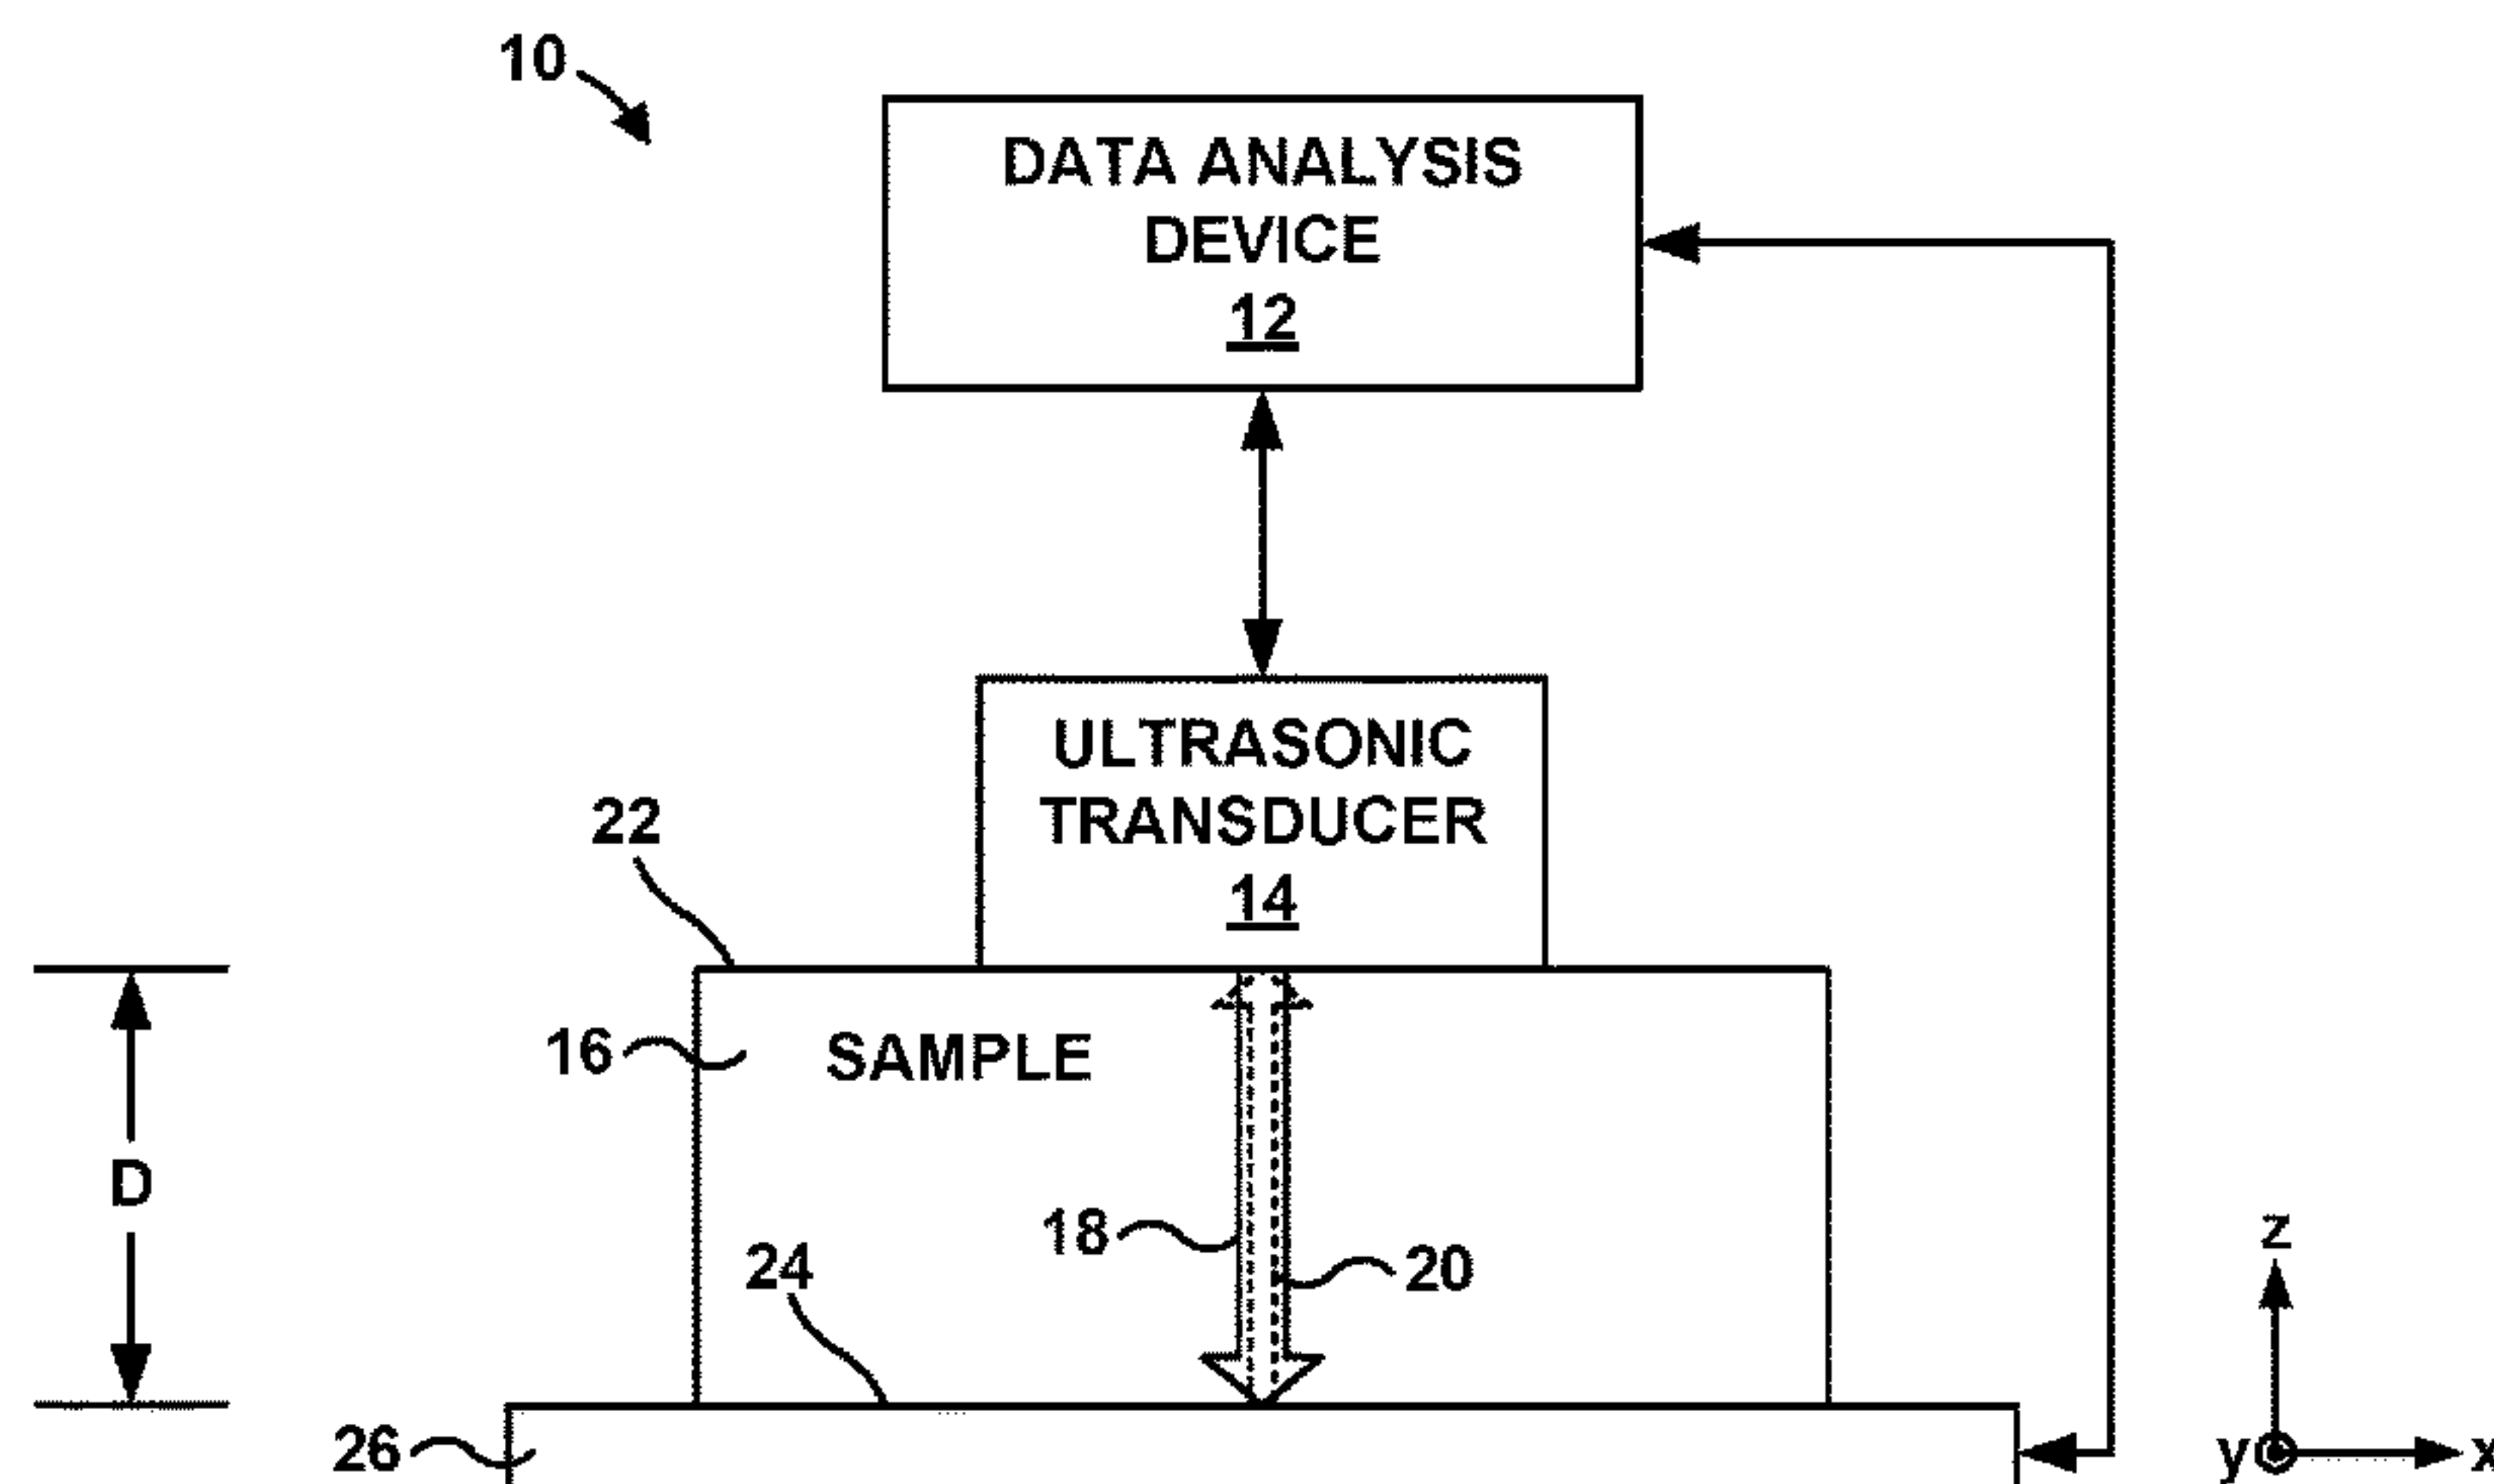 10
DATA ANALYSIS
DEVICE
12
ULTRASONIC
TRANSDUCER
14
22
16
SAMPLE
D
18
20
24
26
z
y
x